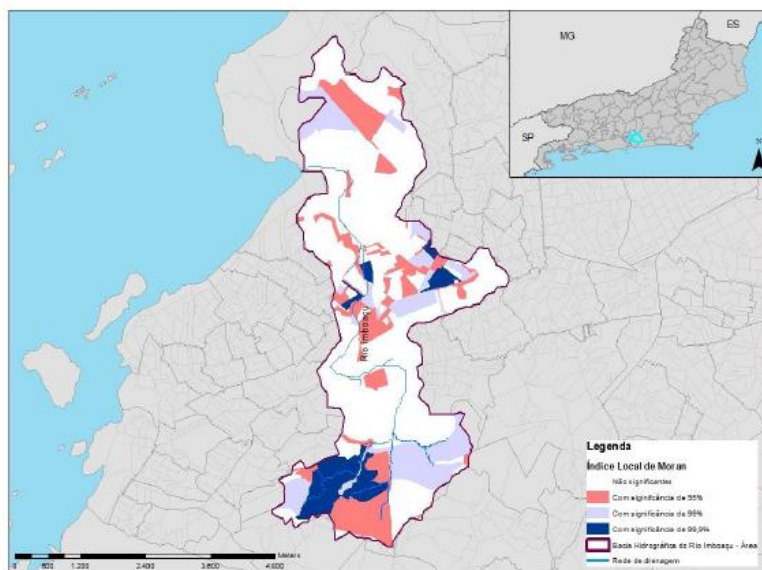 MG
ES
SP
N
Rio Imboaçu
Legenda
Índice Local de Moran
Não significantes
Com significância de 95%
Com significância de 99%
Com significância de 99,9%
Bacia Hidrográfica do Rio Imboaçu - Área
Rede de drenagem
Meters
0 600 1.200 2.400 3.600 4.800